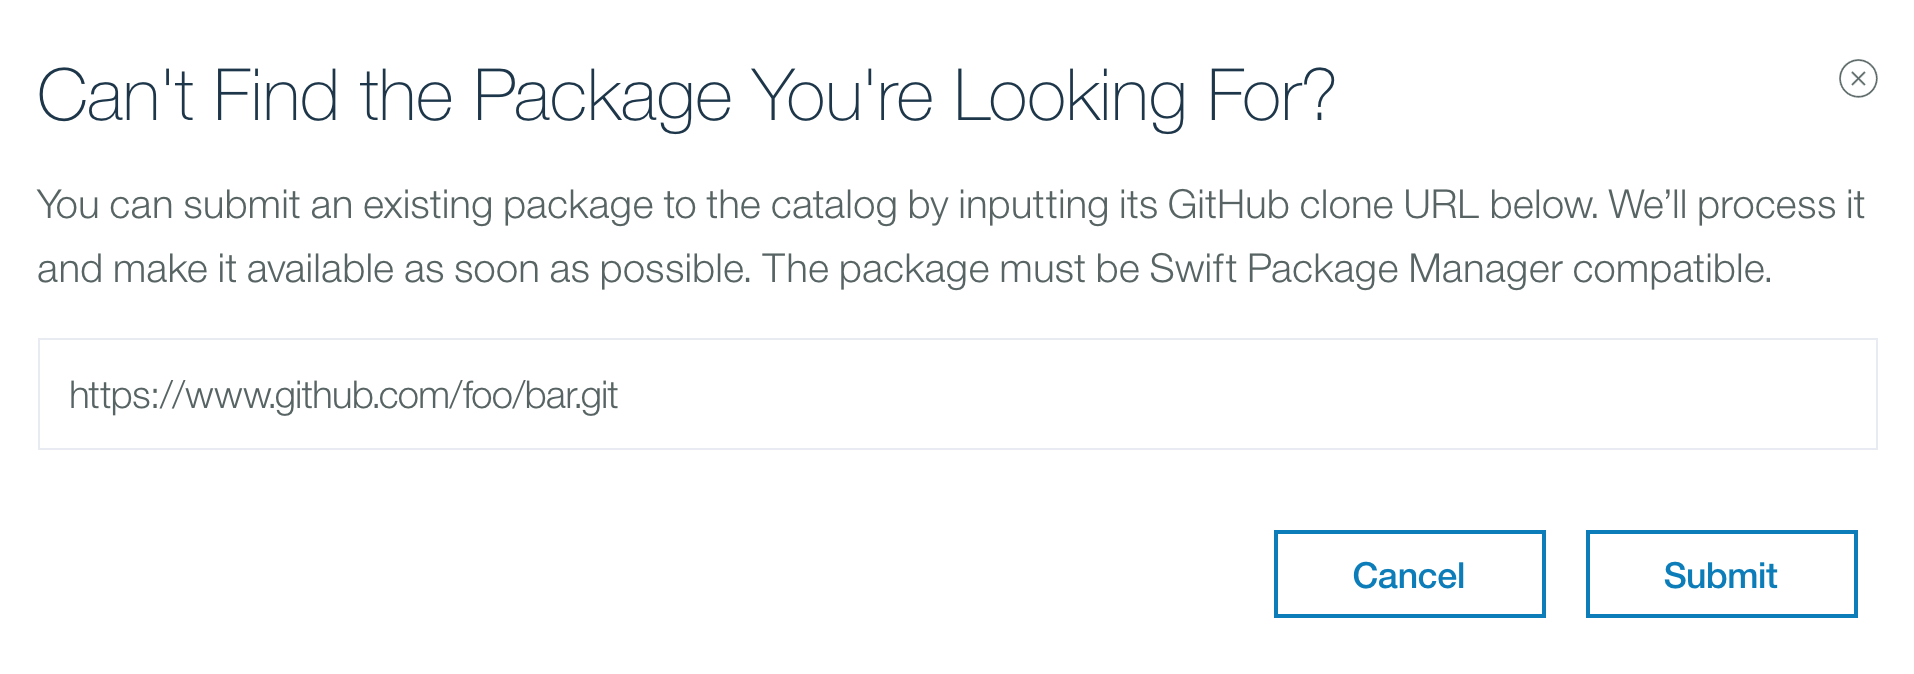 Can't Find the Package You're Looking For?
You can submit an existing package to the catalog by inputting its GitHub clone URL below. We’ll process it
and make it available as soon as possible. The package must be Swift Package Manager compatible.
https://www.github.com/foo/bar.git
Cancel Submit